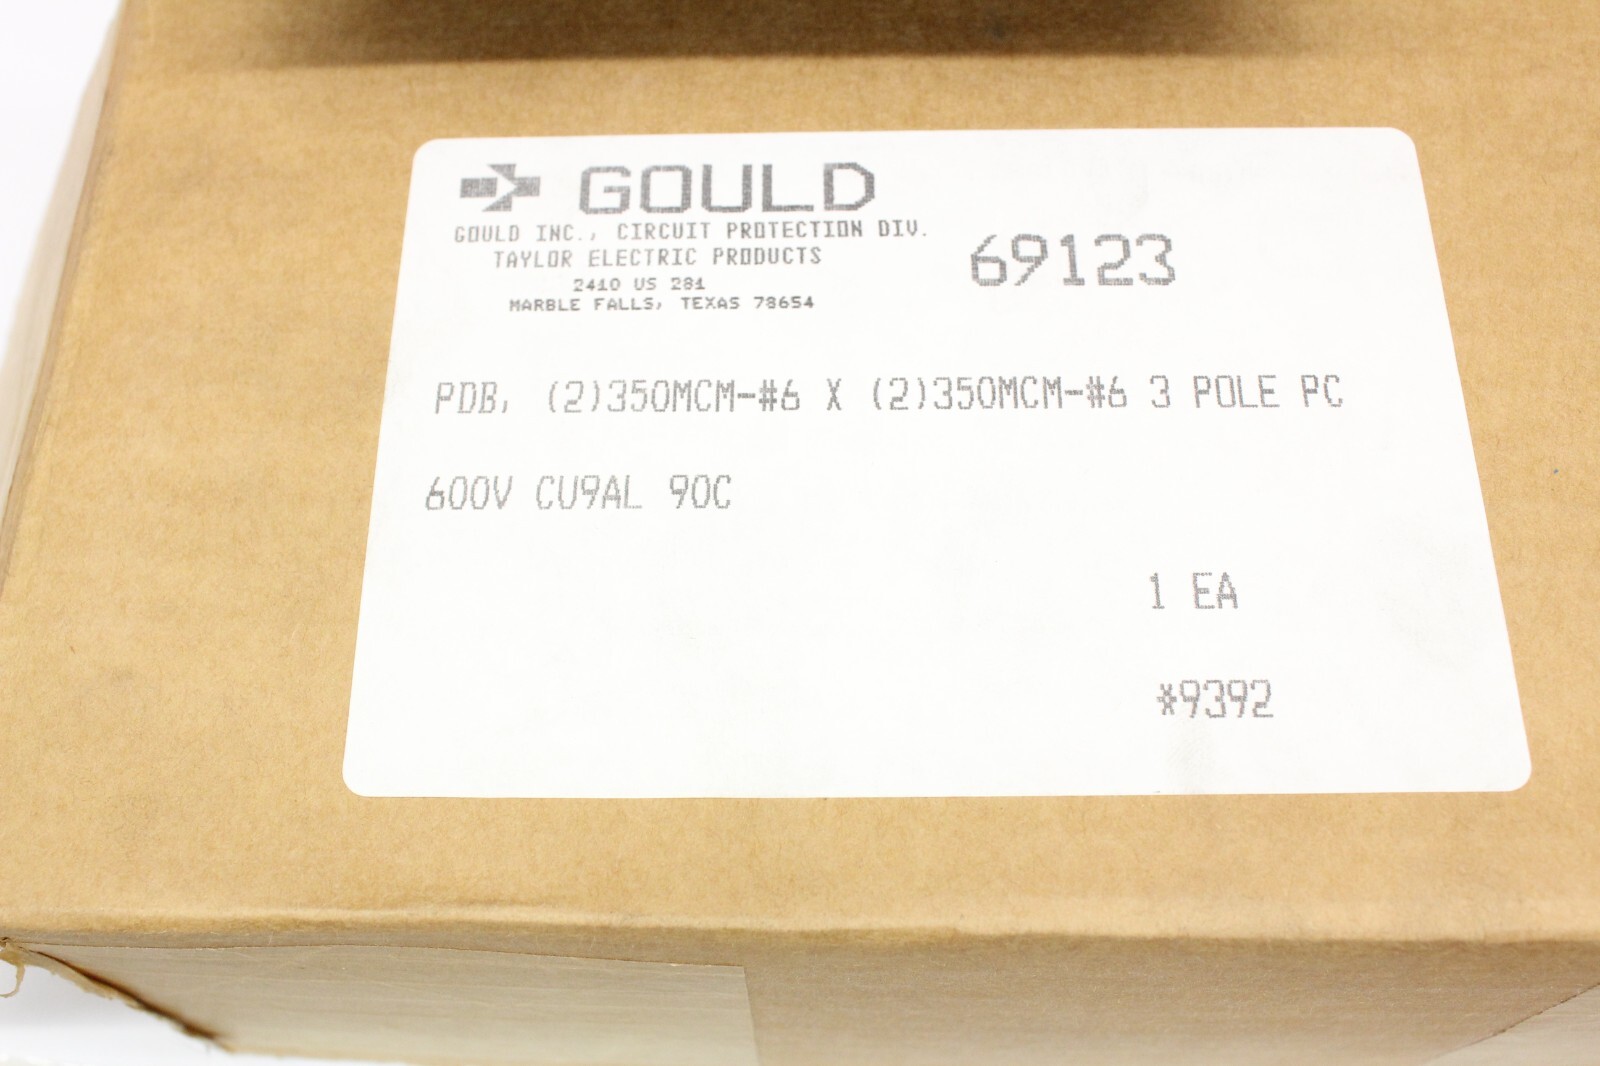 GOULD
GOULD INC., CIRCUIT PROTECTION DIV.
TAYLOR ELECTRIC PRODUCTS
2410 US 281
MARBLE FALLS, TEXAS 78654
69123
PDB, (2)350MCM-#6 X (2)350MCM-#6 3 POLE PC
600V CU9AL 90C
1 EA
*9392